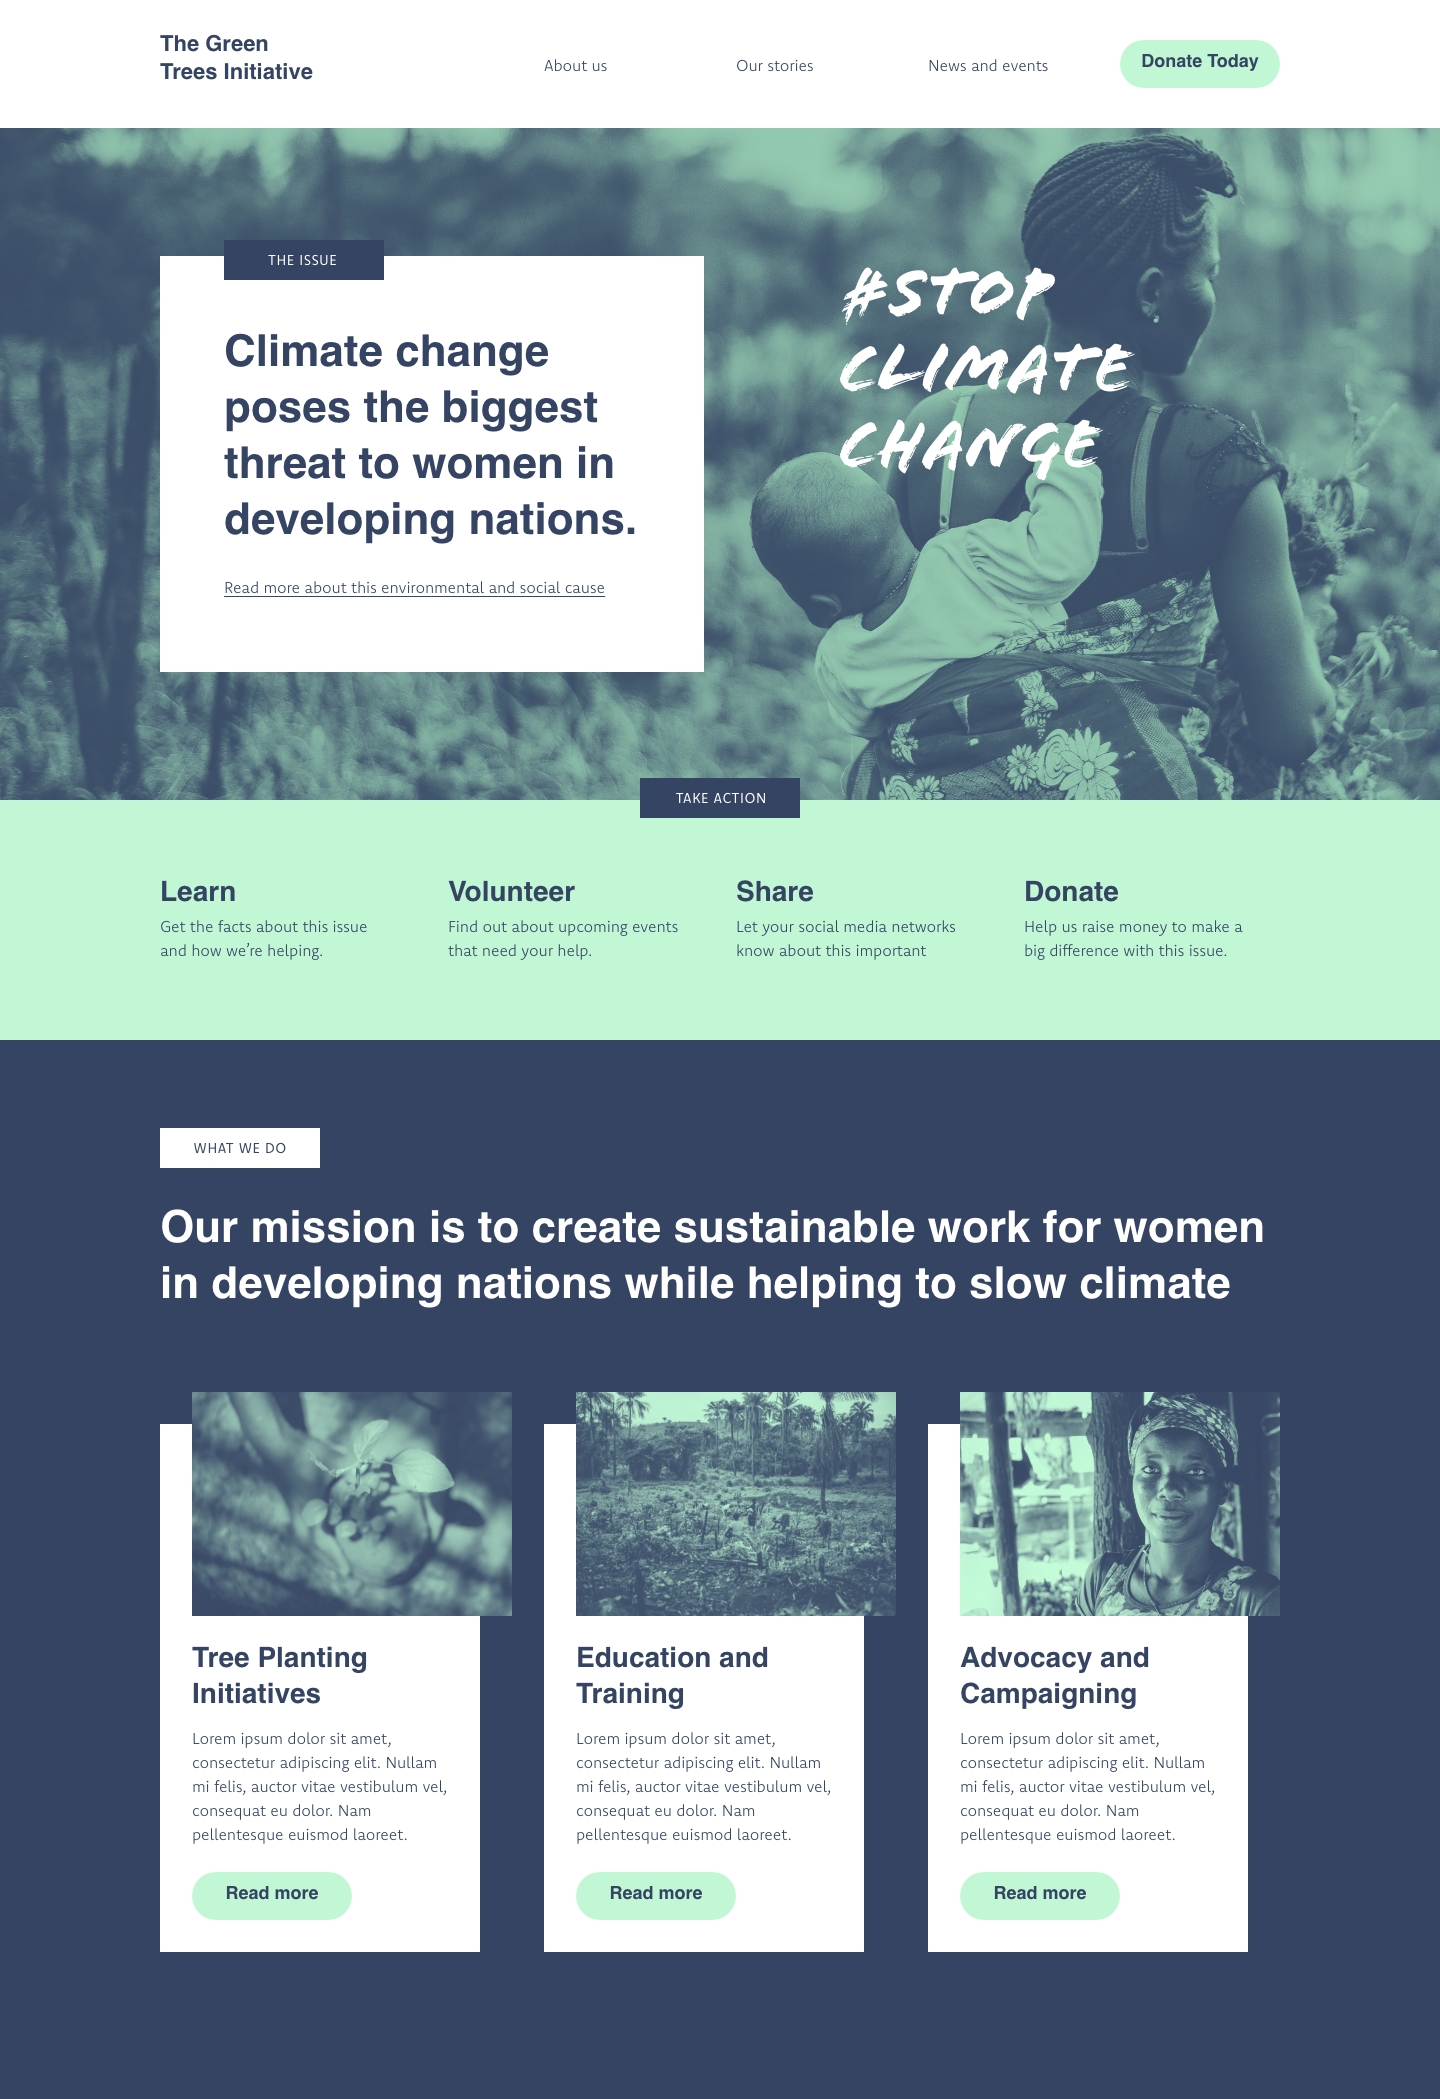 The Green
Trees Initiative
About us
Our stories
News and events
Donate Today
THE ISSUE
Climate change
poses the biggest
threat to women in
developing nations.
Read more about this environmental and social cause
#STOP
CLIMATE
CHANGE
TAKE ACTION
Learn
Get the facts about this issue
and how we’re helping.
Volunteer
Find out about upcoming events
that need your help.
Share
Let your social media networks
know about this important
Donate
Help us raise money to make a
big difference with this issue.
WHAT WE DO
Our mission is to create sustainable work for women
in developing nations while helping to slow climate
Tree Planting
Initiatives
Lorem ipsum dolor sit amet,
consectetur adipiscing elit. Nullam
mi felis, auctor vitae vestibulum vel,
consequat eu dolor. Nam
pellentesque euismod laoreet.
Read more
Education and
Training
Lorem ipsum dolor sit amet,
consectetur adipiscing elit. Nullam
mi felis, auctor vitae vestibulum vel,
consequat eu dolor. Nam
pellentesque euismod laoreet.
Read more
Advocacy and
Campaigning
Lorem ipsum dolor sit amet,
consectetur adipiscing elit. Nullam
mi felis, auctor vitae vestibulum vel,
consequat eu dolor. Nam
pellentesque euismod laoreet.
Read more